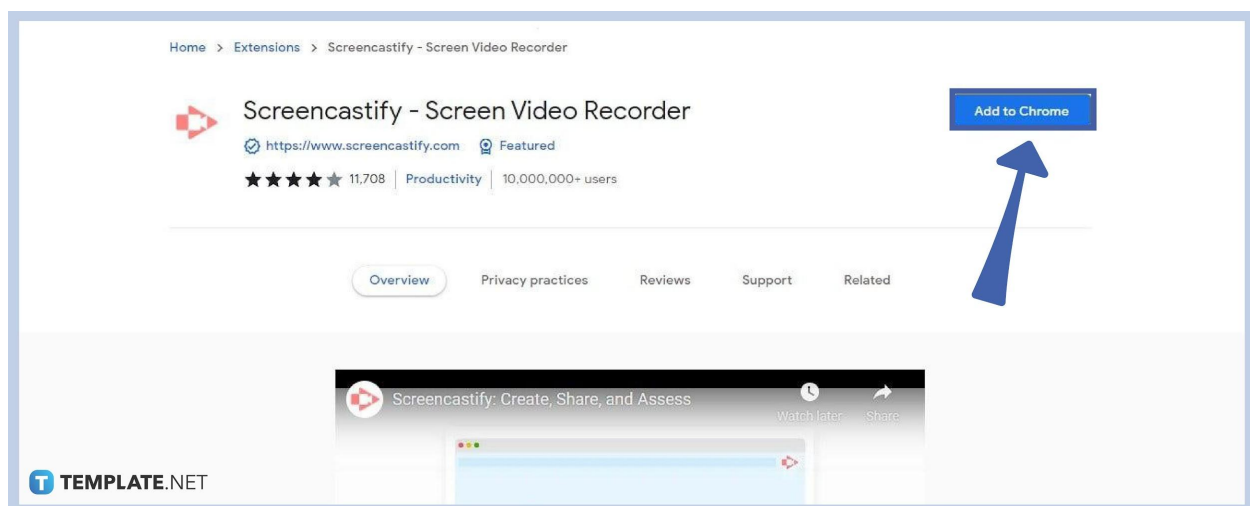 Home > Extensions > Screencastify - Screen Video Recorder
Screencastify - Screen Video Recorder
Add to Chrome
https://www.screencastify.com Featured
11,708 Productivity 10,000,000+ users
Overview Privacy practices Reviews Support Related
Screencastify: Create, Share, and Assess
Watch later Share
T TEMPLATE.NET